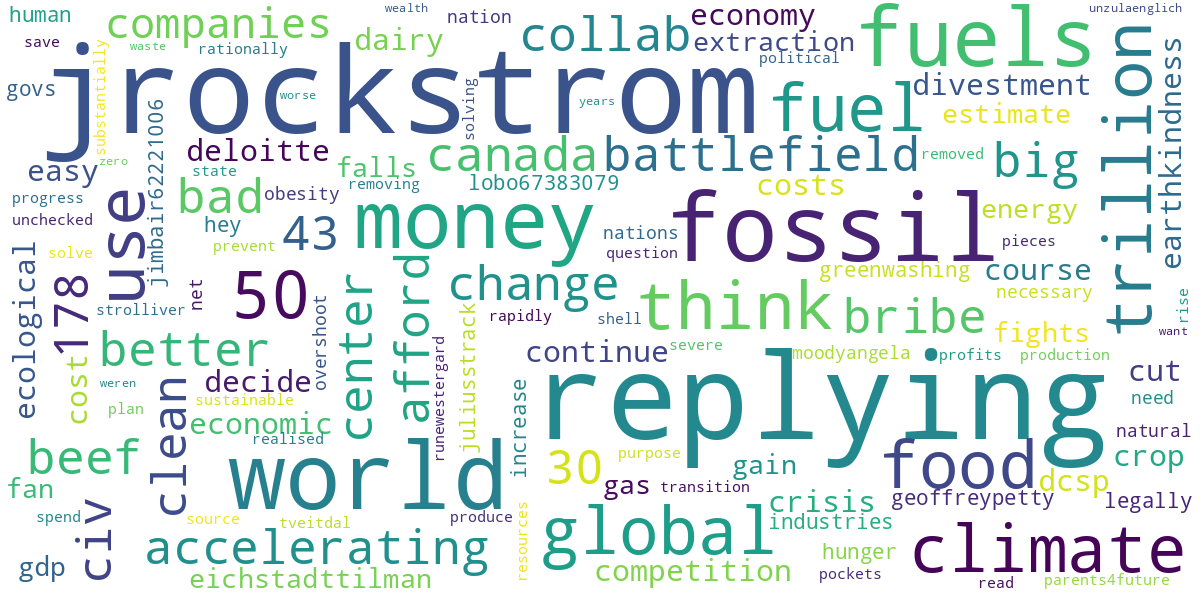 human
companies
wealth
nation
economy
fuels
unzulaenglich
save
waste
rationally
dairy
collab
extraction
political
jrockstrom
govs
worse
years
solving
substantially
fuel
divestment
estimate
trillion
earthkindness
zero
deloitte
state
falls
canada
battlefield
removed
big
easy
jimbair62221006
bad
obesity
removing
lobo67383079
costs
progress
use
unchecked
hey
43
money
nations
fossil
energy
prevent
question
pieces
solve
178
net
50
change
greenwashing
course
necessary
ecological
strolliver
overshoot
center
afford
rapidly
shell
think
bribe
fights
rise
want
better
juliusstrack
runewestergard
continue
severe
moodyangela
profits
production
cost
weren
decide
sustainable
replying
cut
need
plan
clean
economic
realised
increase
natural
beef
world
30
purpose
gain
food
crop
dcsp
fan
gas
transition
crisis
geoffreypetty
legally
spend
civ
source
tveitdal
produce
resources
global
industries
climate
accelerating
hunger
gdp
eichstadttilman
competition
pockets
read
parents4future